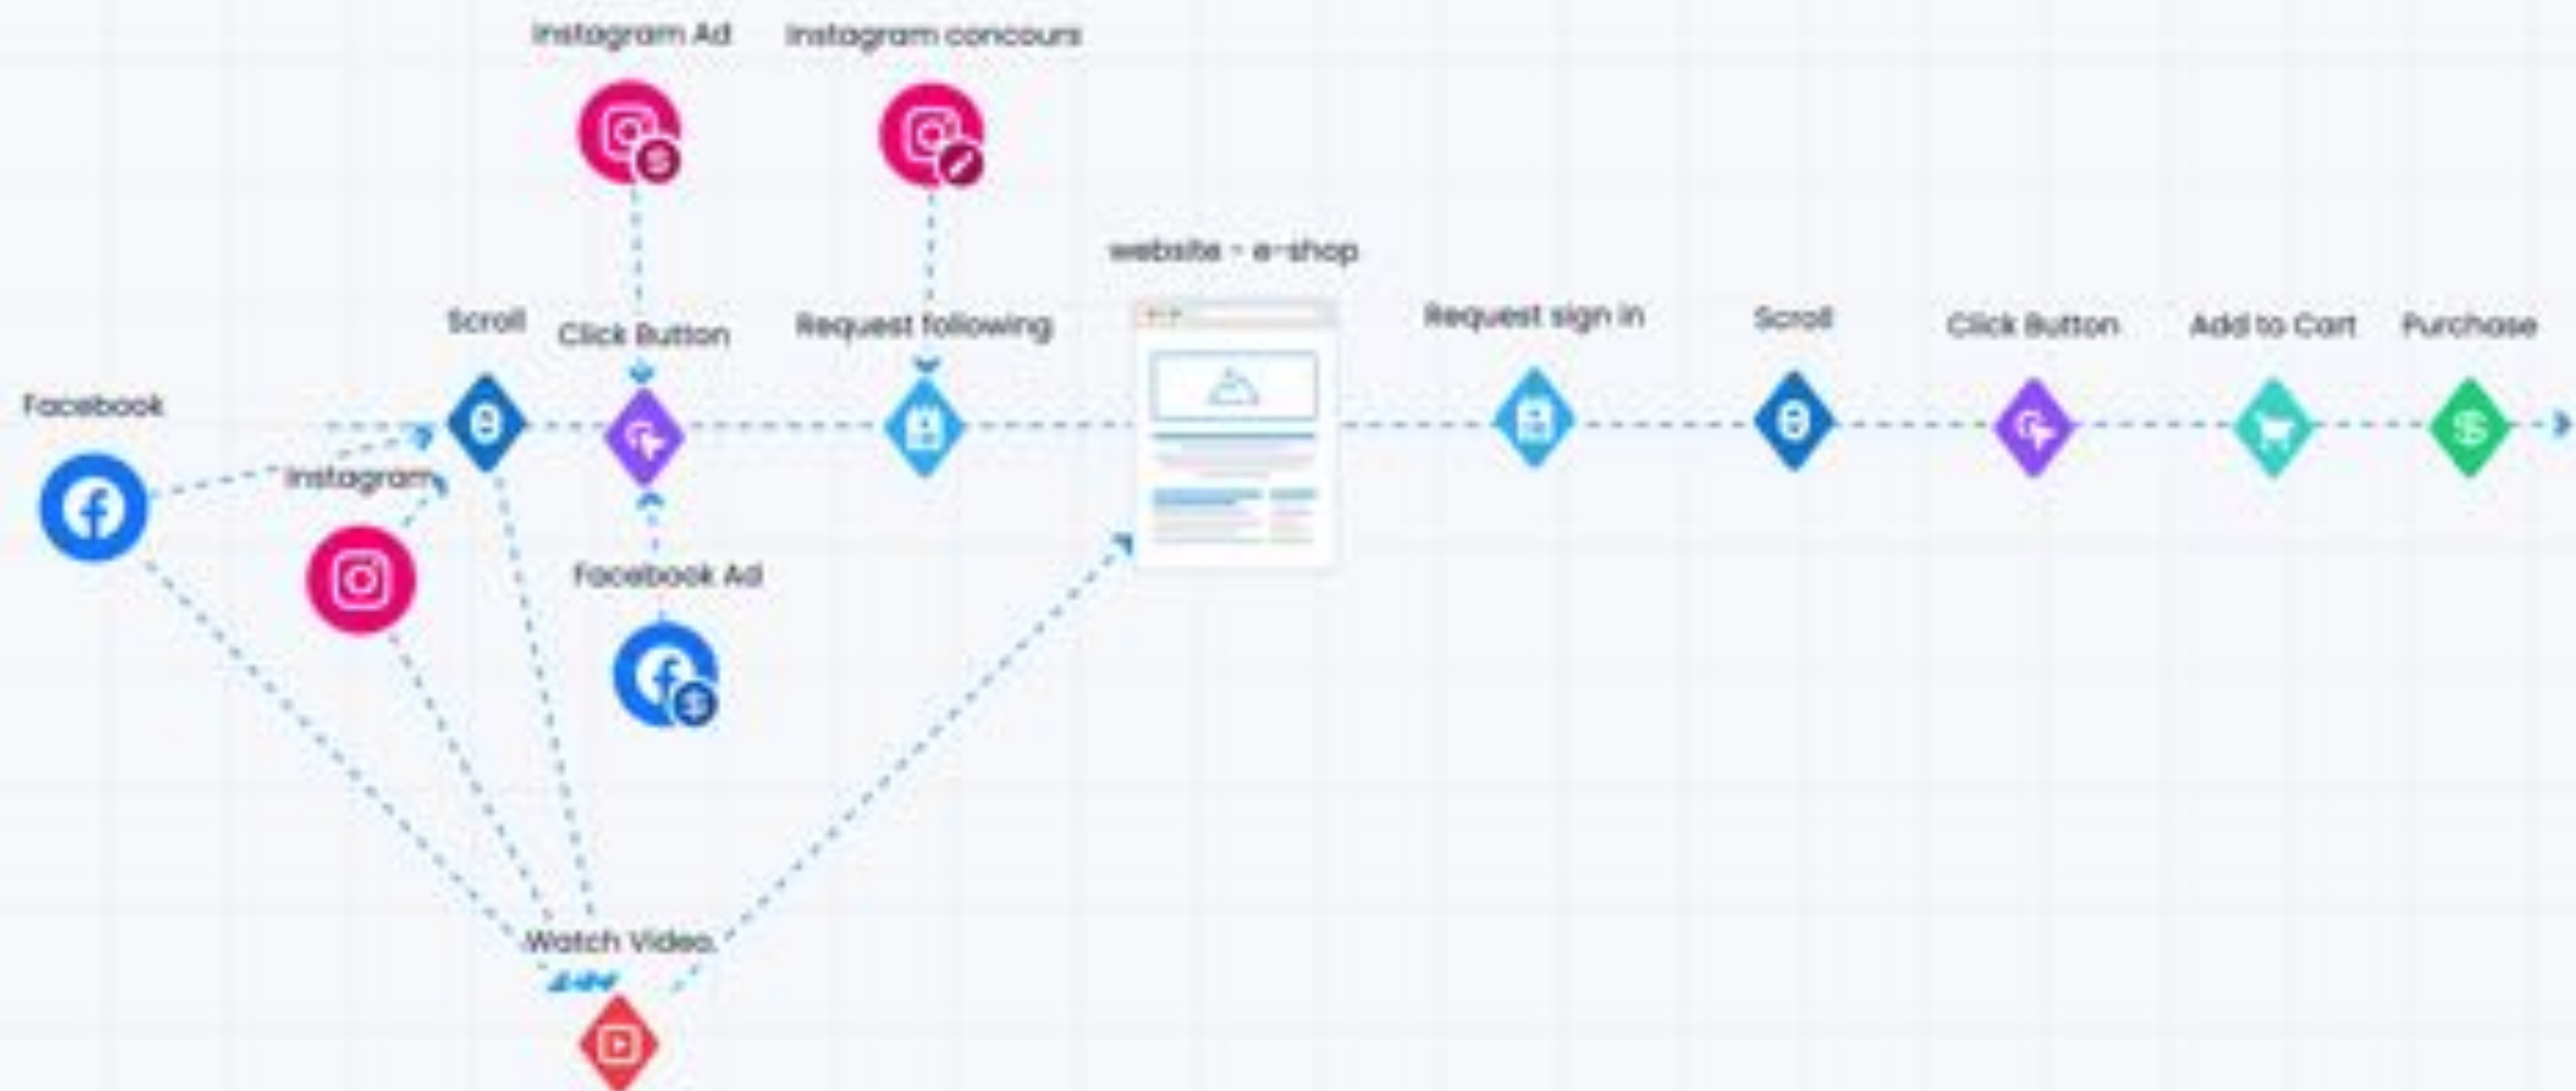 Instagram Ad
Instagram concours
website - e-shop
Scroll
Click Button
Request following
Request sign in
Scroll
Click Button
Add to Cart
Purchase
Facebook
Instagram
Facebook Ad
Watch Video